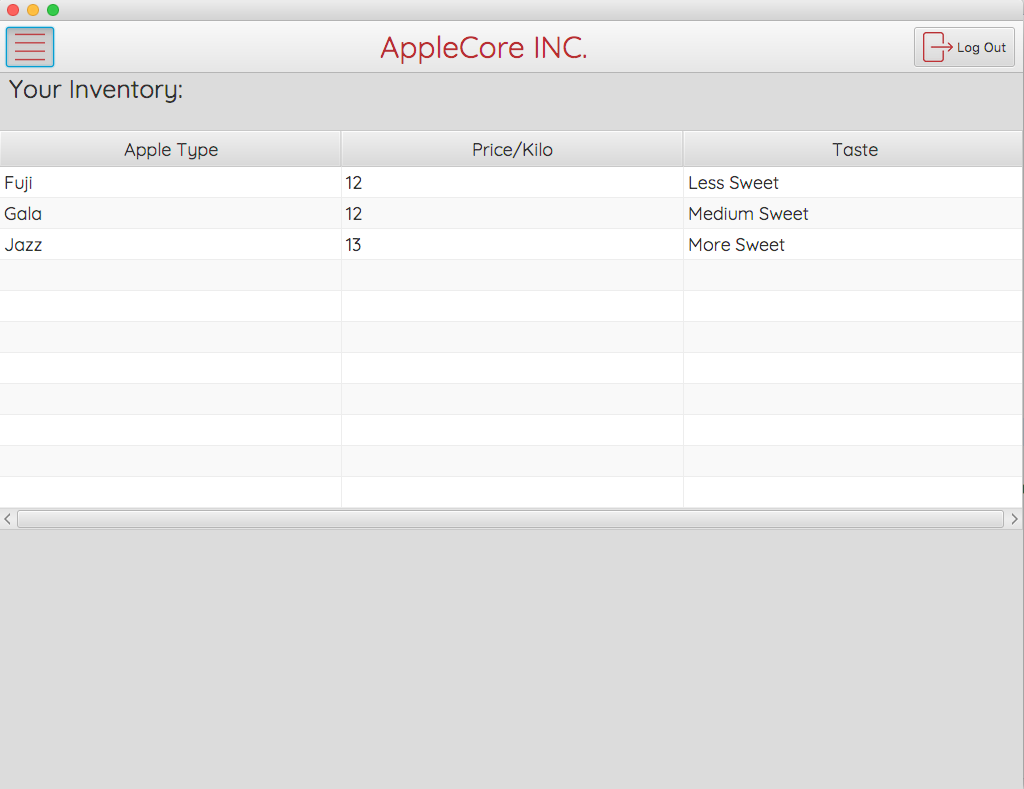 AppleCore INC.
Log Out
Your Inventory:
Apple Type Price/Kilo Taste
Fuji 12 Less Sweet
Gala 12 Medium Sweet
Jazz 13 More Sweet